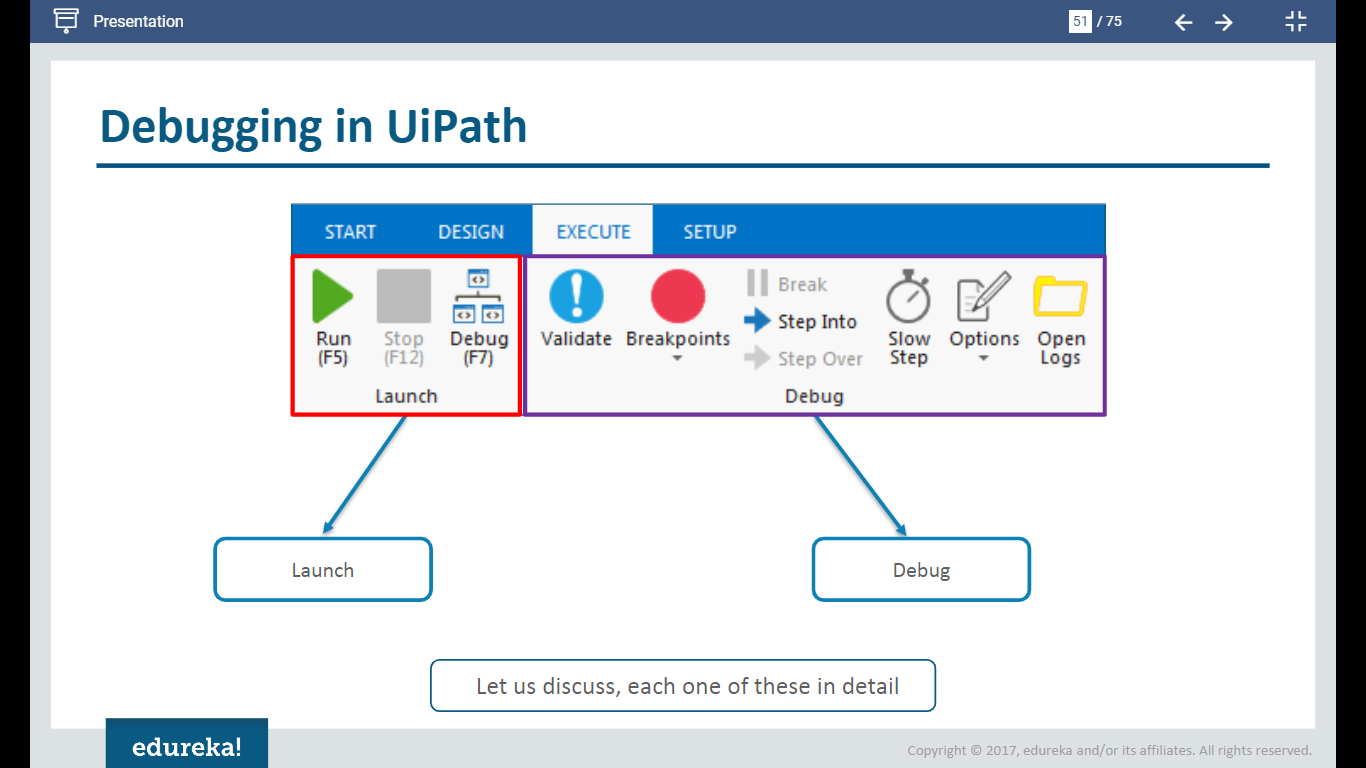 Presentation
51 / 75
Debugging in UiPath
START DESIGN EXECUTE SETUP
Run (F5)
Stop (F12)
Debug (F7)
Launch
Validate
Breakpoints
Break
Step Into
Step Over
Slow Step
Options
Open Logs
Debug
Launch
Debug
Let us discuss, each one of these in detail
edureka!
Copyright © 2017, edureka and/or its affiliates. All rights reserved.